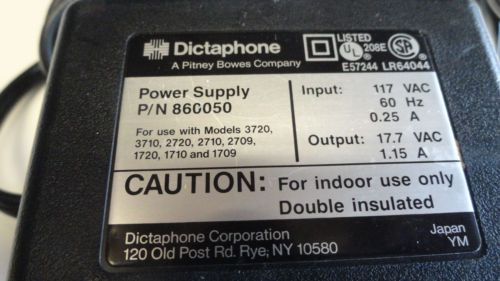 Dictaphone
A Pitney Bowes Company
LISTED
UL 208E SA
E57244 LR64044
Power Supply
P/N 860050
For use with Models 3720,
3710, 2720, 2710, 2709,
1720, 1710 and 1709
Input: 117 VAC
60 Hz
0.25 A
Output: 17.7 VAC
1.15 A
CAUTION: For indoor use only
Double insulated
Dictaphone Corporation
120 Old Post Rd. Rye, NY 10580
Japan
YM